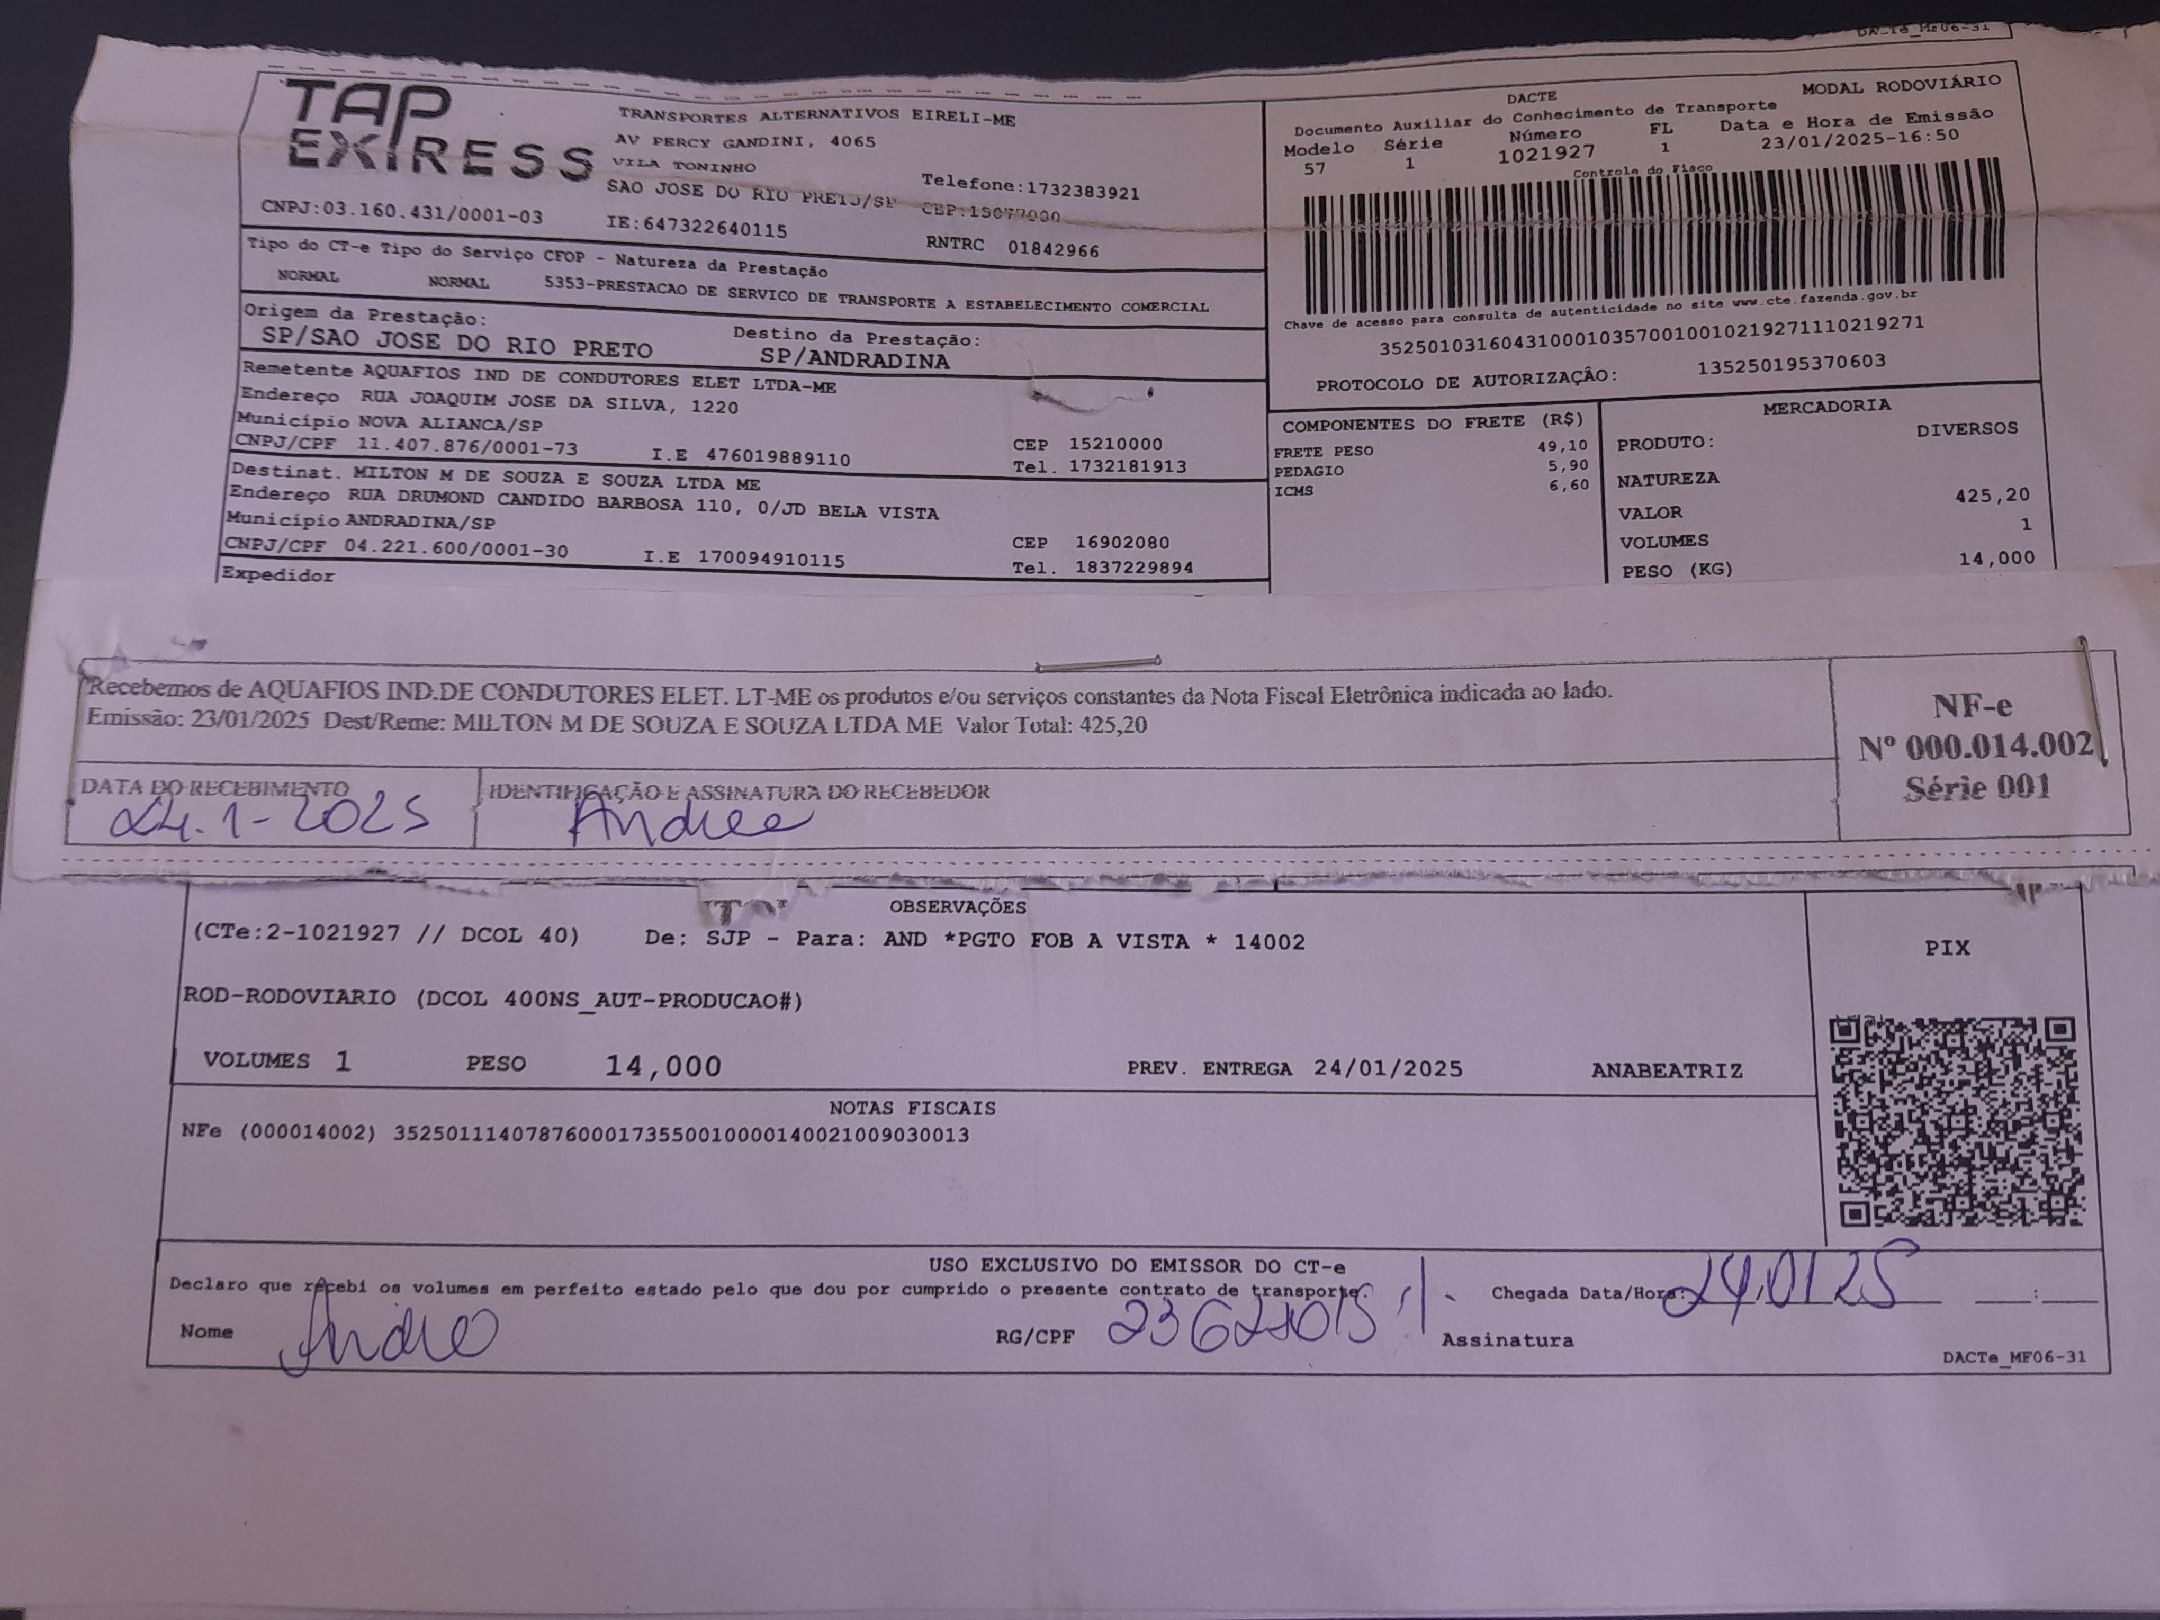 DACTe_MF06-31
TAP EXPRESS
TRANSPORTES ALTERNATIVOS EIRELI-ME
AV PERCY GANDINI, 4065
VILA TONINHO
SAO JOSE DO RIO PRETO/SP CEP:15077000
Telefone:1732383921
CNPJ:03.160.431/0001-03 IE:647322640115 RNTRC 01842966
DACTE MODAL RODOVIÁRIO
Documento Auxiliar do Conhecimento de Transporte
Modelo Série Número FL Data e Hora de Emissão
57 1 1021927 1 23/01/2025-16:50
Controle do Fisco
Chave de acesso para consulta de autenticidade no site www.cte.fazenda.gov.br
35250103160431000103570010010219271110219271
PROTOCOLO DE AUTORIZAÇÂO: 135250195370603
Tipo do CT-e Tipo do Serviço CFOP - Natureza da Prestação
NORMAL NORMAL 5353-PRESTACAO DE SERVICO DE TRANSPORTE A ESTABELECIMENTO COMERCIAL
Origem da Prestação: Destino da Prestação:
SP/SAO JOSE DO RIO PRETO SP/ANDRADINA
Remetente AQUAFIOS IND DE CONDUTORES ELET LTDA-ME
Endereço RUA JOAQUIM JOSE DA SILVA, 1220
Município NOVA ALIANCA/SP CEP 15210000
CNPJ/CPF 11.407.876/0001-73 I.E 476019889110 Tel. 1732181913
Destinat. MILTON M DE SOUZA E SOUZA LTDA ME
Endereço RUA DRUMOND CANDIDO BARBOSA 110, 0/JD BELA VISTA
Município ANDRADINA/SP CEP 16902080
CNPJ/CPF 04.221.600/0001-30 I.E 170094910115 Tel. 1837229894
Expedidor
COMPONENTES DO FRETE (R$)
FRETE PESO 49,10
PEDAGIO 5,90
ICMS 6,60
MERCADORIA
PRODUTO: DIVERSOS
NATUREZA
VALOR 425,20
VOLUMES 1
PESO (KG) 14,000
Recebemos de AQUAFIOS IND.DE CONDUTORES ELET. LT-ME os produtos e/ou serviços constantes da Nota Fiscal Eletrônica indicada ao lado.
Emissão: 23/01/2025 Dest/Reme: MILTON M DE SOUZA E SOUZA LTDA ME Valor Total: 425,20
NF-e
Nº 000.014.002
Série 001
DATA DO RECEBIMENTO IDENTIFICAÇÃO E ASSINATURA DO RECEBEDOR
24.1-2025 Andre
OBSERVAÇÕES
(CTe:2-1021927 // DCOL 40) De: SJP - Para: AND *PGTO FOB A VISTA * 14002
PIX
ROD-RODOVIARIO (DCOL 400NS_AUT-PRODUCAO#)
VOLUMES 1 PESO 14,000 PREV. ENTREGA 24/01/2025 ANABEATRIZ
NOTAS FISCAIS
NFe (000014002) 35250111407876000173550010000140021009030013
USO EXCLUSIVO DO EMISSOR DO CT-e
Declaro que recebi os volumes em perfeito estado pelo que dou por cumprido o presente contrato de transporte. Chegada Data/Hora: 24/01/25 :
Nome Andre RG/CPF Assinatura
DACTe_MF06-31